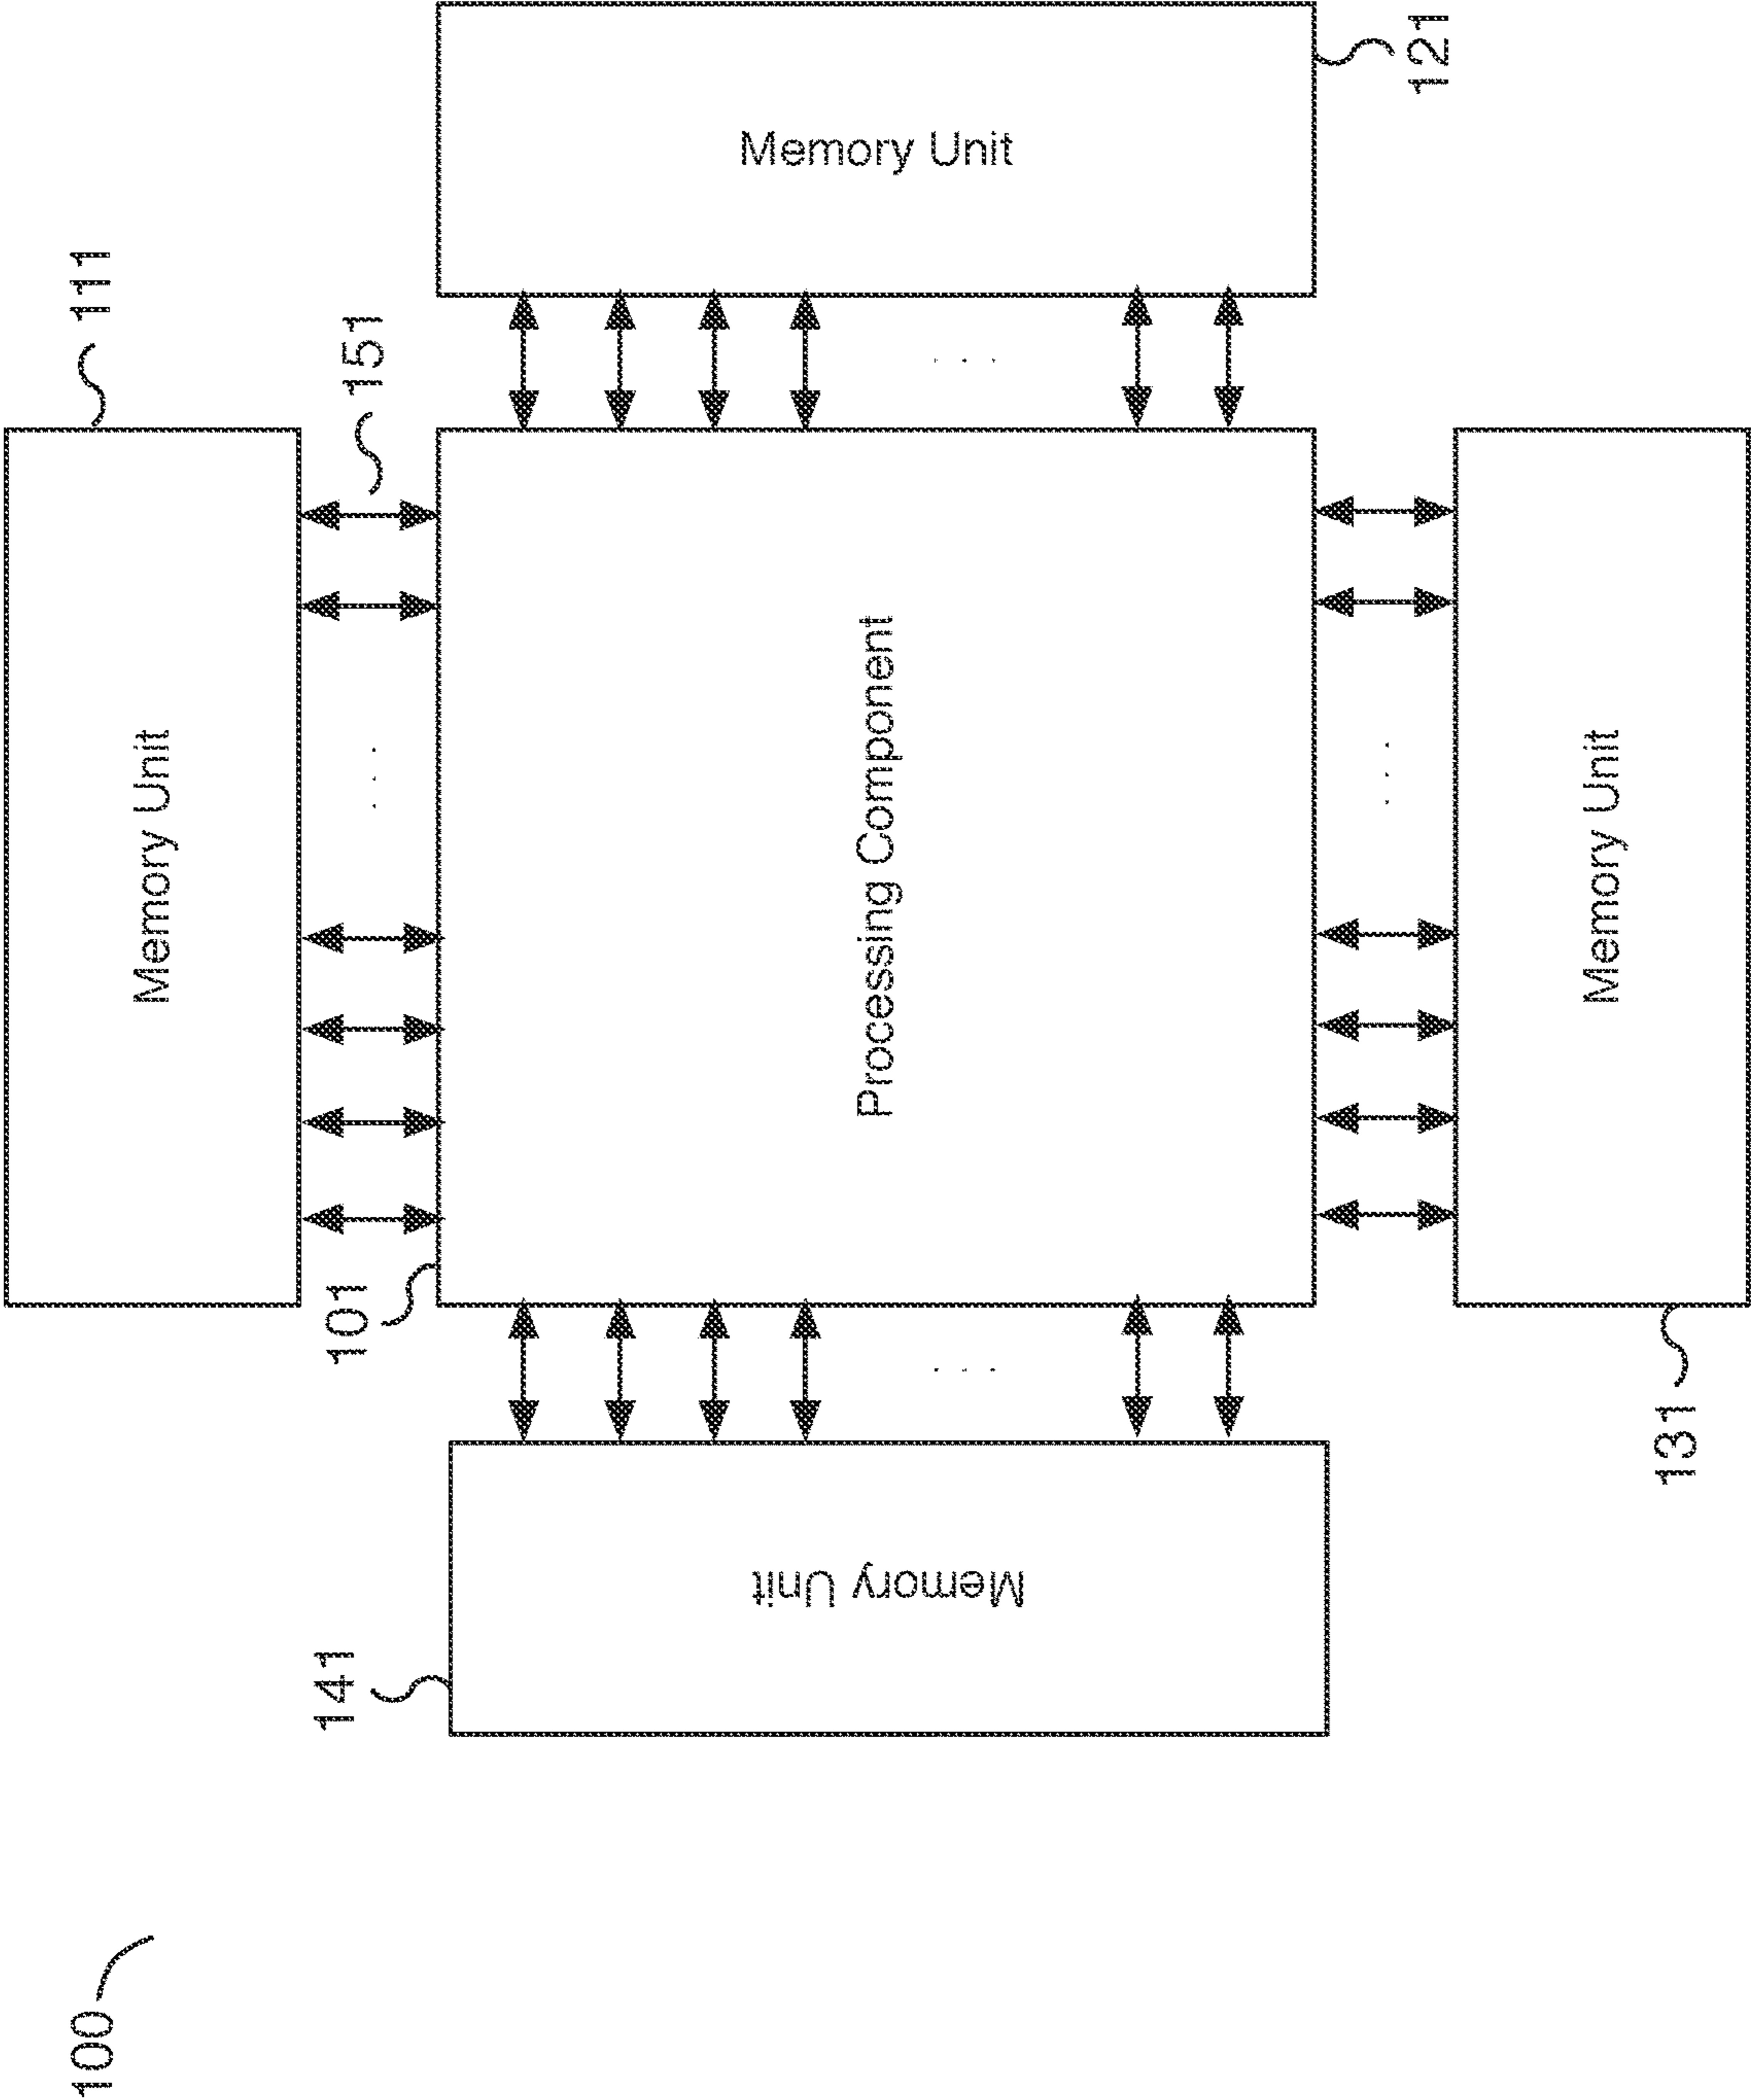 111
Memory Unit
151
101
Processing Component
Memory Unit
121
Memory Unit
131
141
Memory Unit
100
. . .
. . .
. . .
. . .